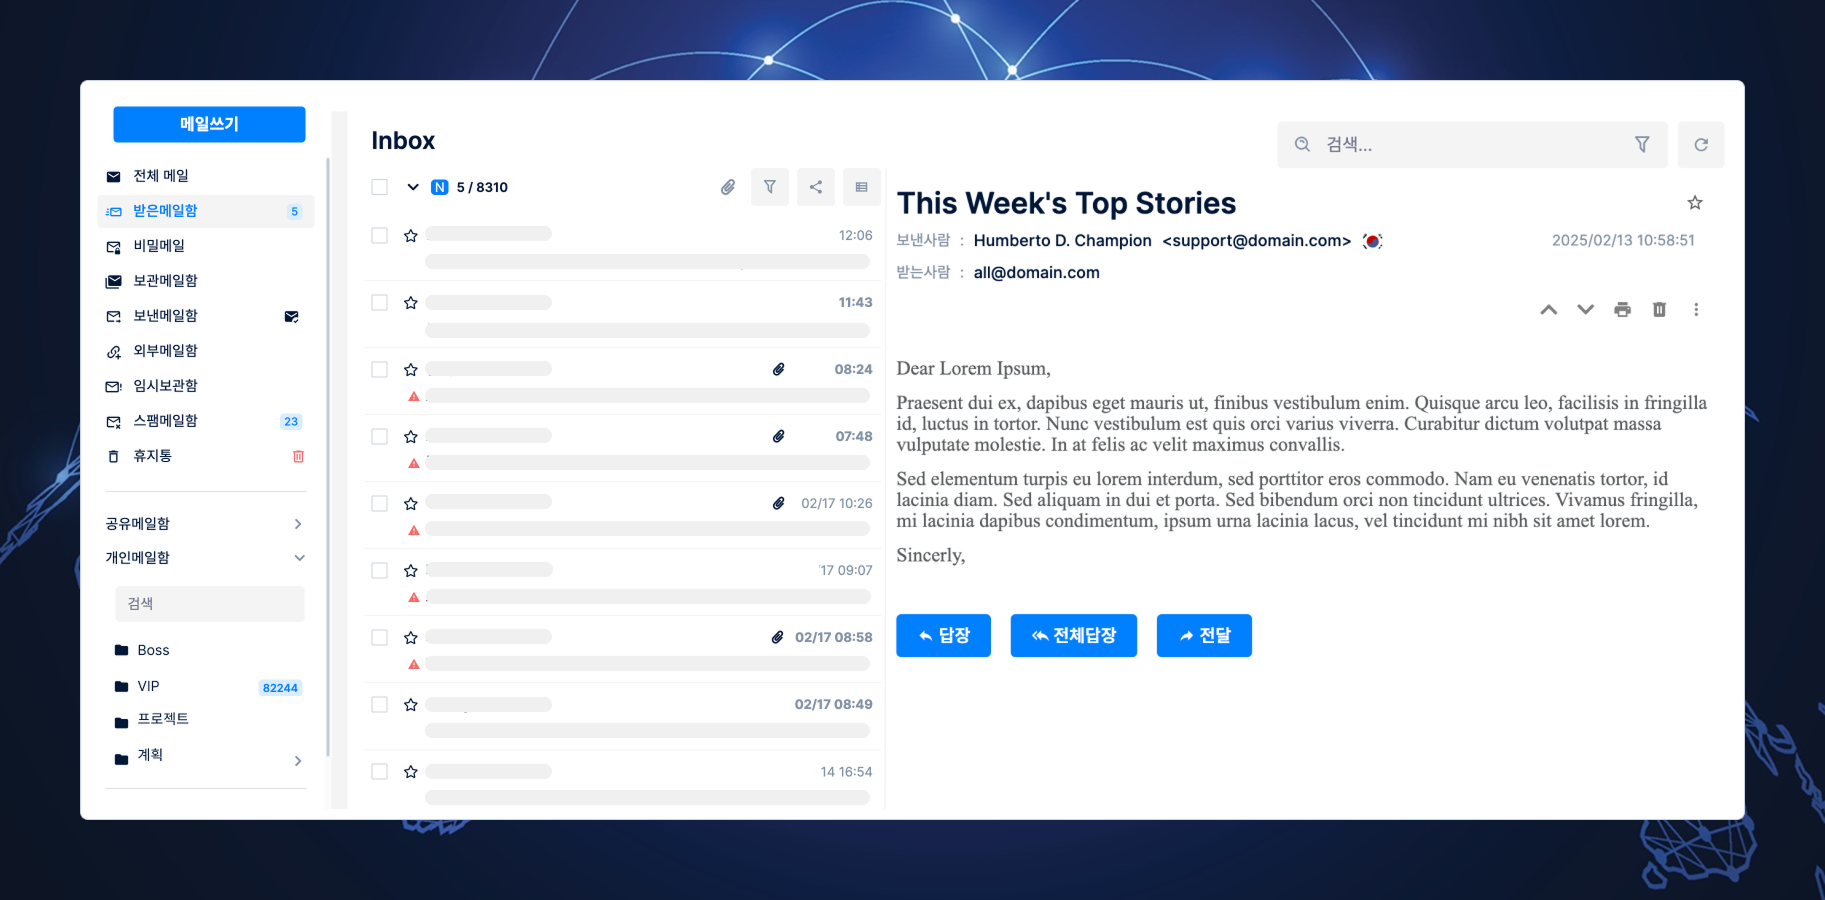 메일쓰기
전체 메일
받은메일함 5
비밀메일
보관메일함
보낸메일함
외부메일함
임시보관함
스팸메일함 23
휴지통
공유메일함
개인메일함
검색
Boss
VIP 82244
프로젝트
계획
Inbox
N 5 / 8310
12:06
11:43
08:24
07:48
02/17 10:26
'17 09:07
02/17 08:58
02/17 08:49
14 16:54
검색...
This Week's Top Stories
보낸사람 : Humberto D. Champion <support@domain.com> 2025/02/13 10:58:51
받는사람 : all@domain.com
Dear Lorem Ipsum,
Praesent dui ex, dapibus eget mauris ut, finibus vestibulum enim. Quisque arcu leo, facilisis in fringilla
id, luctus in tortor. Nunc vestibulum est quis orci varius viverra. Curabitur dictum volutpat massa
vulputate molestie. In at felis ac velit maximus convallis.
Sed elementum turpis eu lorem interdum, sed porttitor eros commodo. Nam eu venenatis tortor, id
lacinia diam. Sed aliquam in dui et porta. Sed bibendum orci non tincidunt ultrices. Vivamus fringilla,
mi lacinia dapibus condimentum, ipsum urna lacinia lacus, vel tincidunt mi nibh sit amet lorem.
Sincerly,
답장
전체답장
전달